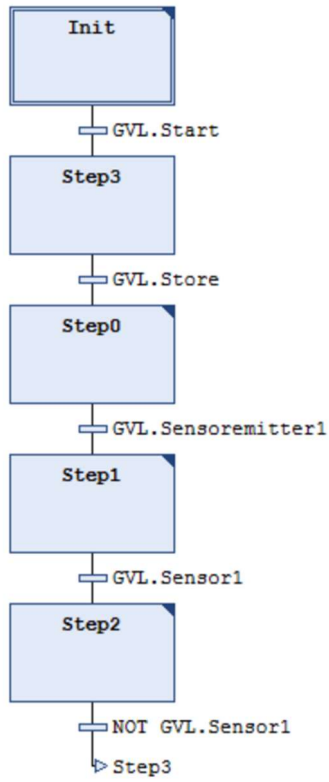 Init
GVL.Start
Step3
GVL.Store
Step0
GVL.Sensoremitter1
Step1
GVL.Sensor1
Step2
NOT GVL.Sensor1
Step3